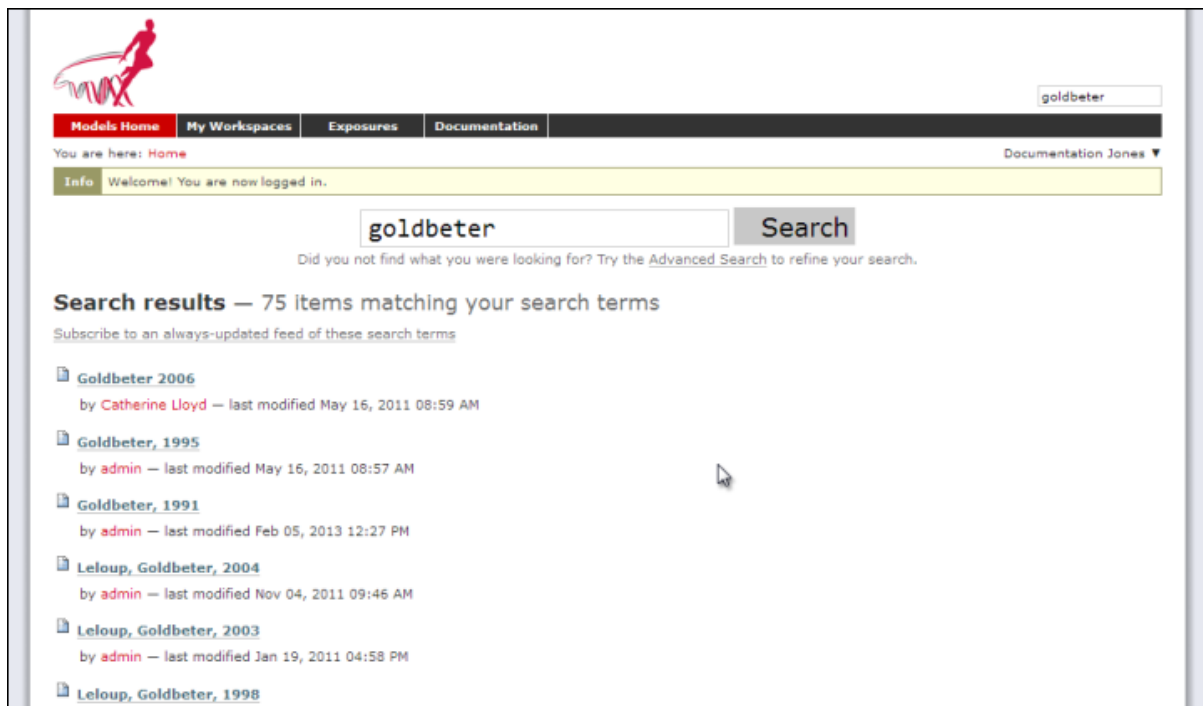 goldbeter
Models Home My Workspaces Exposures Documentation
You are here: Home Documentation Jones ▼
Info Welcome! You are now logged in.
goldbeter Search
Did you not find what you were looking for? Try the Advanced Search to refine your search.
Search results — 75 items matching your search terms
Subscribe to an always-updated feed of these search terms
Goldbeter 2006
by Catherine Lloyd — last modified May 16, 2011 08:59 AM
Goldbeter, 1995
by admin — last modified May 16, 2011 08:57 AM
Goldbeter, 1991
by admin — last modified Feb 05, 2013 12:27 PM
Leloup, Goldbeter, 2004
by admin — last modified Nov 04, 2011 09:46 AM
Leloup, Goldbeter, 2003
by admin — last modified Jan 19, 2011 04:58 PM
Leloup, Goldbeter, 1998